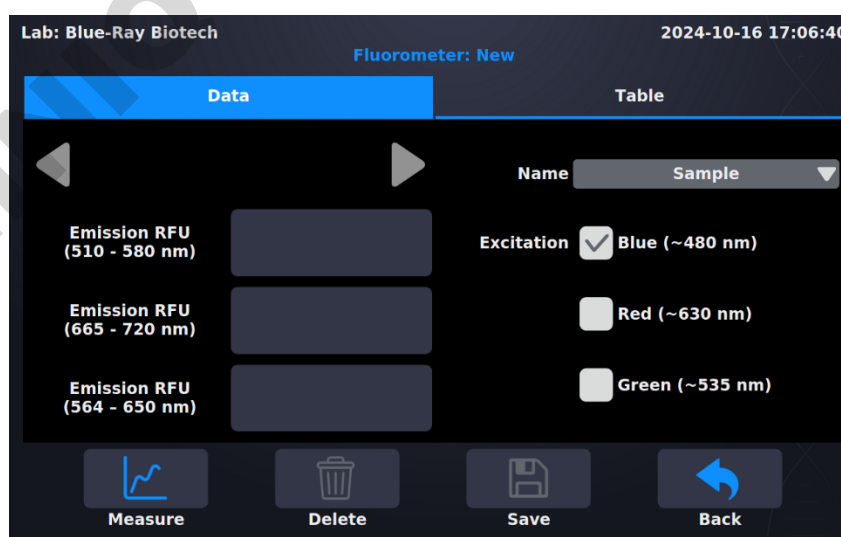 Lab: Blue-Ray Biotech
2024-10-16 17:06:40
Fluorometer: New
Data
Table
Name
Sample
Emission RFU
(510 - 580 nm)
Excitation
Blue (~480 nm)
Emission RFU
(665 - 720 nm)
Red (~630 nm)
Emission RFU
(564 - 650 nm)
Green (~535 nm)
Measure
Delete
Save
Back